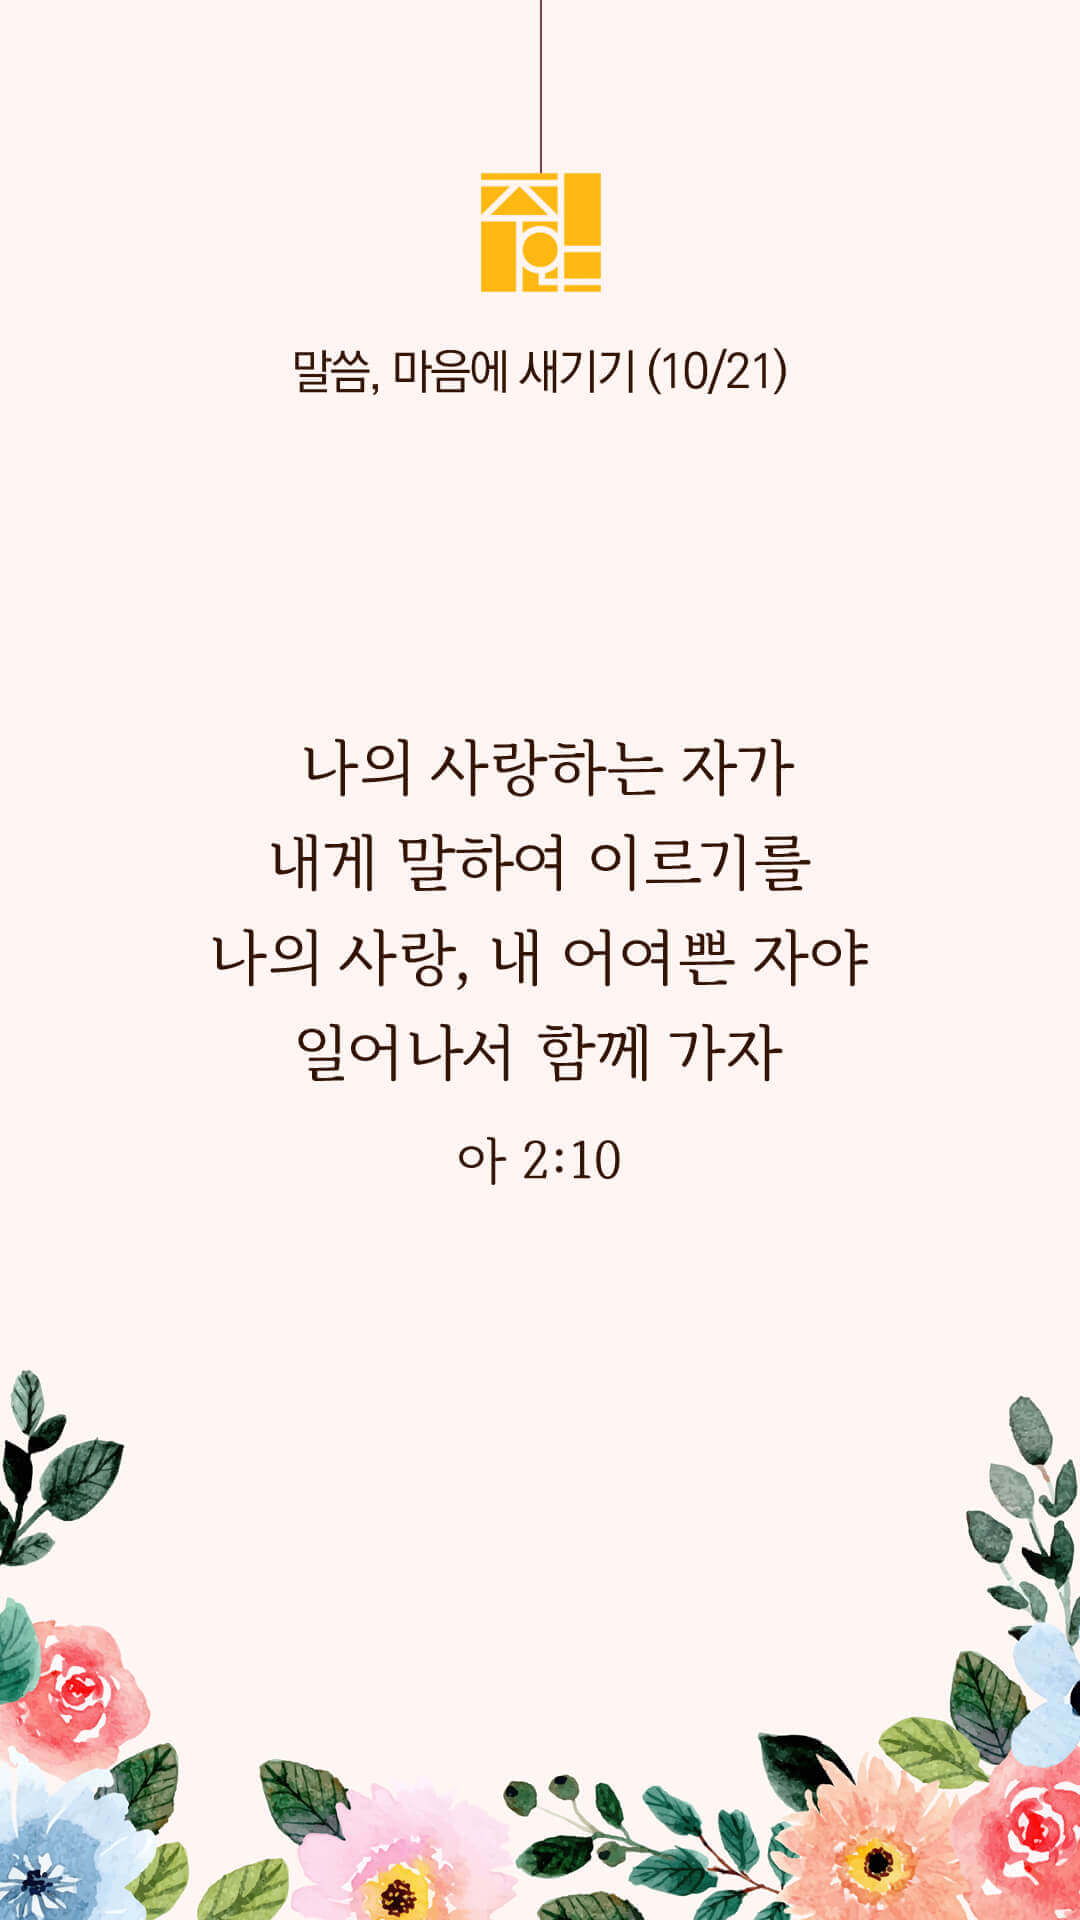 주안
말씀, 마음에 새기기 (10/21)
나의 사랑하는 자가
내게 말하여 이르기를
나의 사랑, 내 어여쁜 자야
일어나서 함께 가자
아 2:10